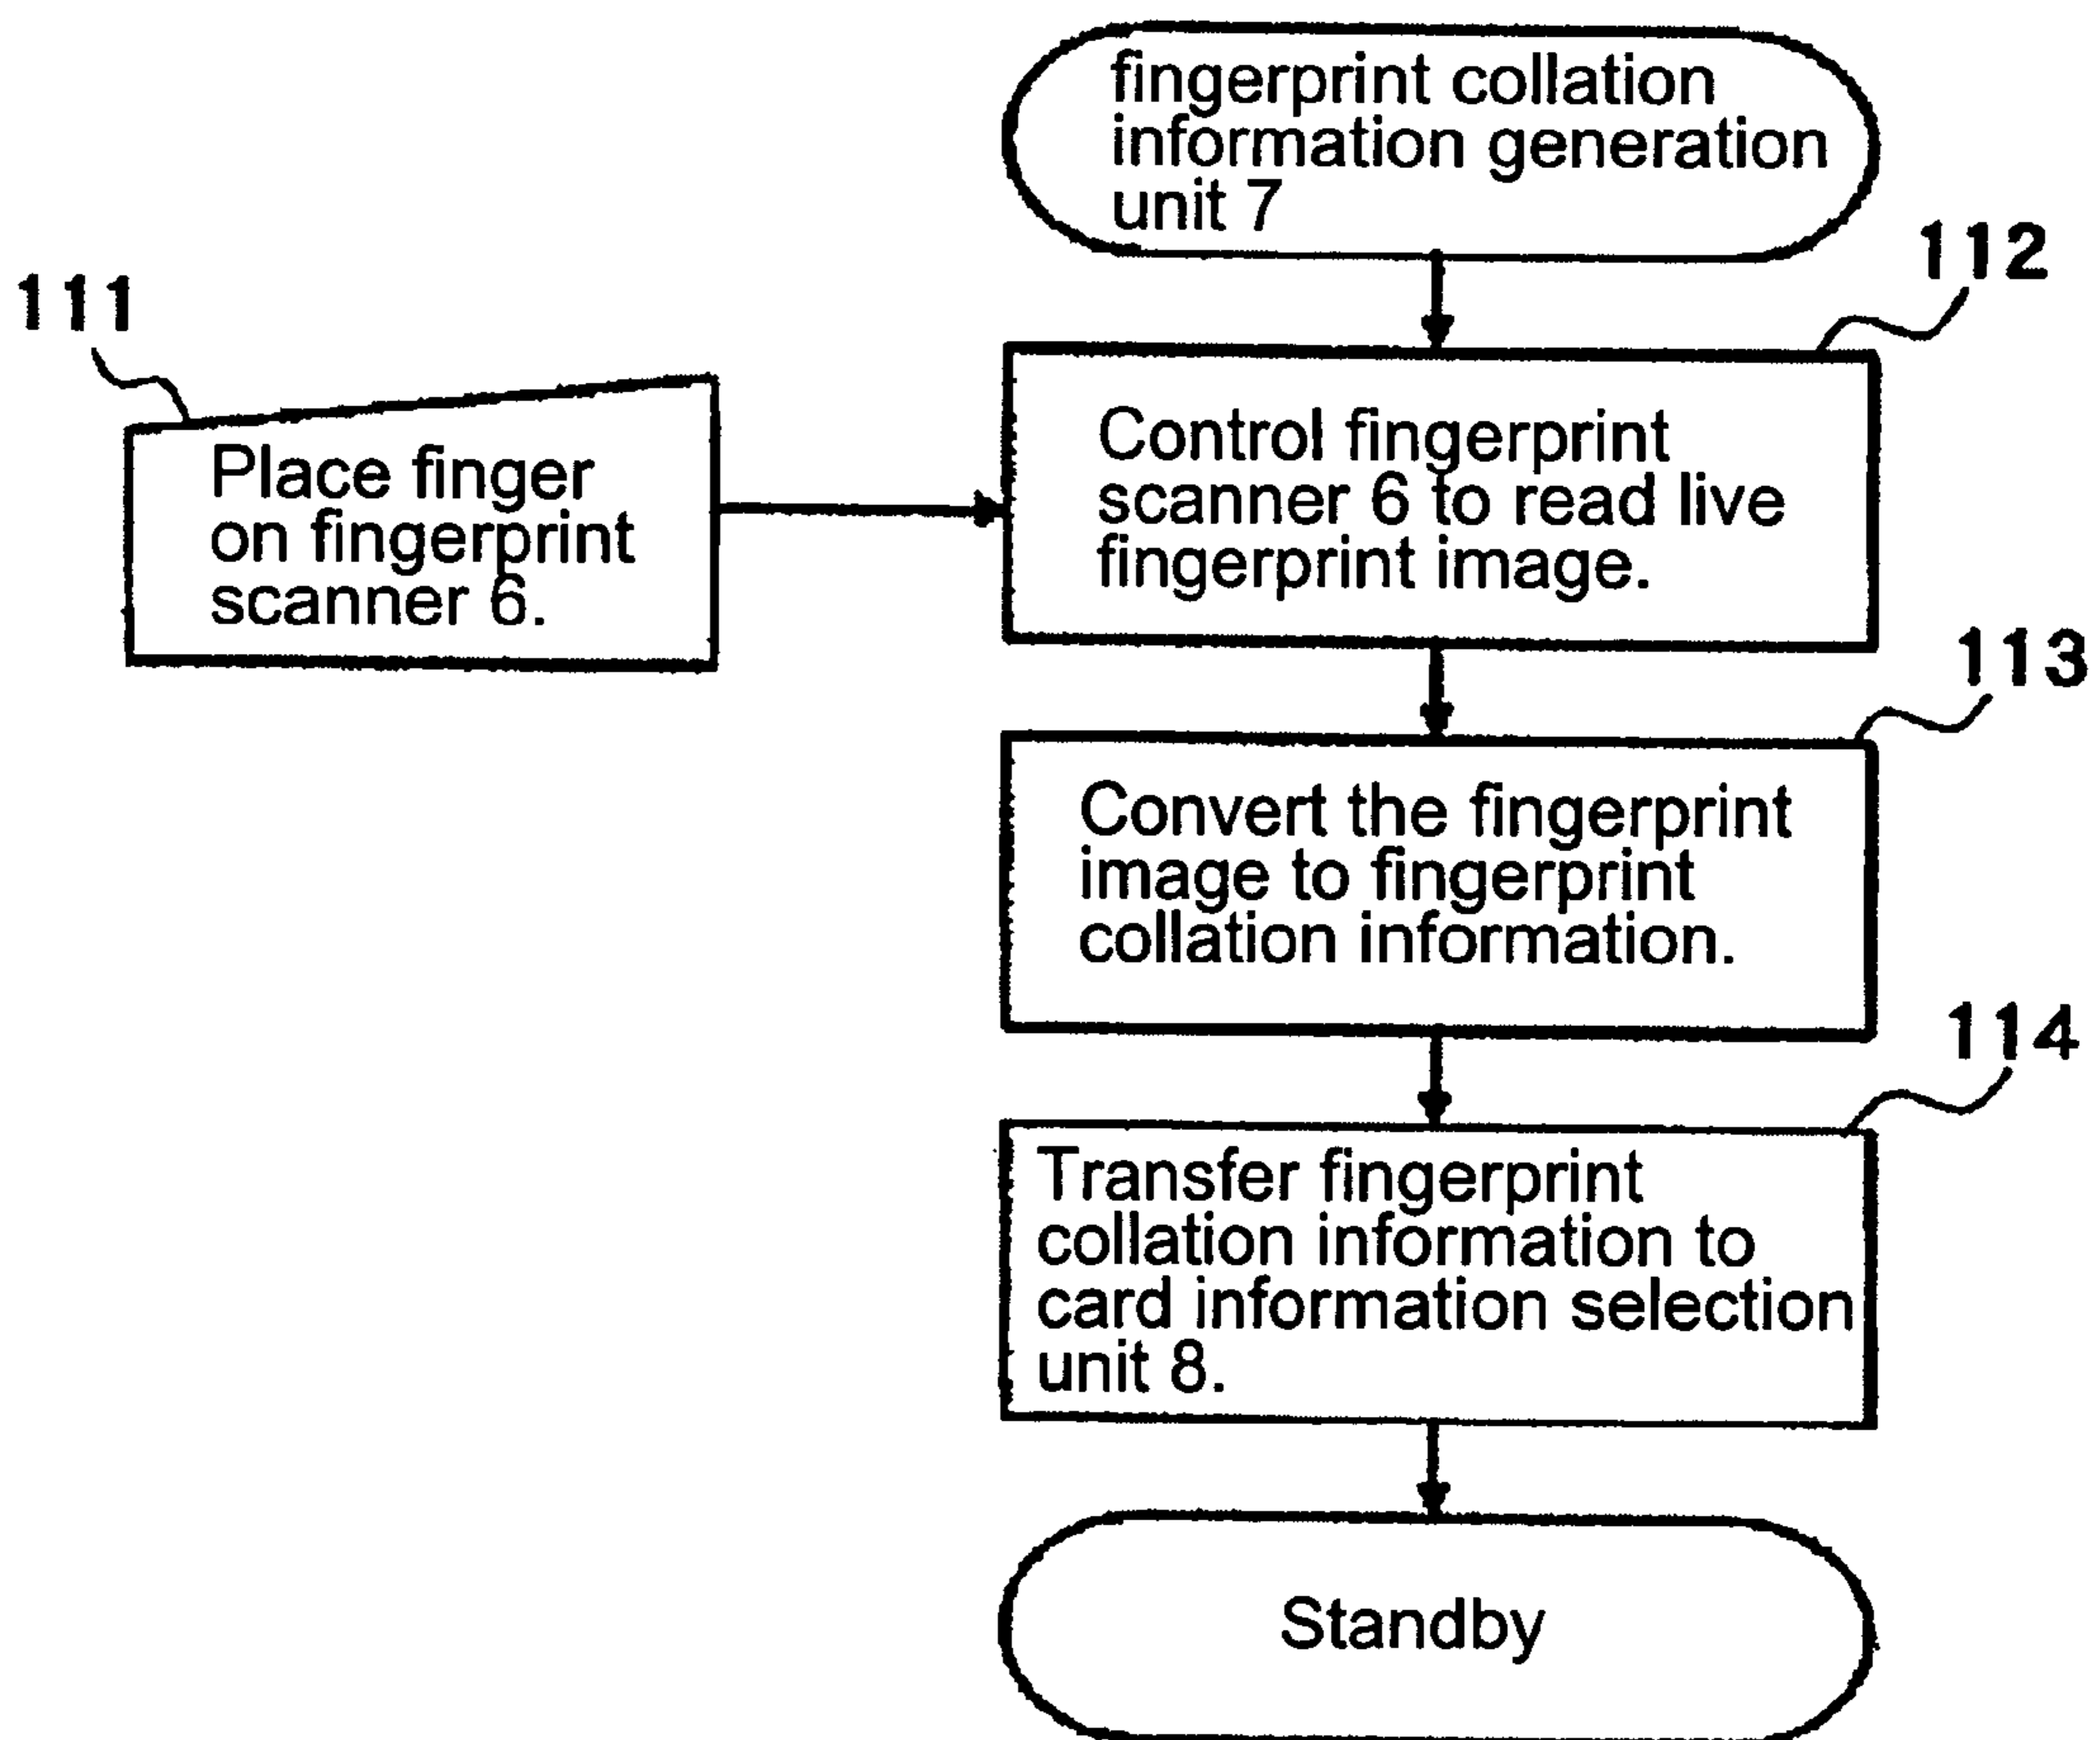 fingerprint collation
information generation
unit 7
112
111
Place finger
on fingerprint
scanner 6.
Control fingerprint
scanner 6 to read live
fingerprint image.
113
Convert the fingerprint
image to fingerprint
collation information.
114
Transfer fingerprint
collation information to
card information selection
unit 8.
Standby